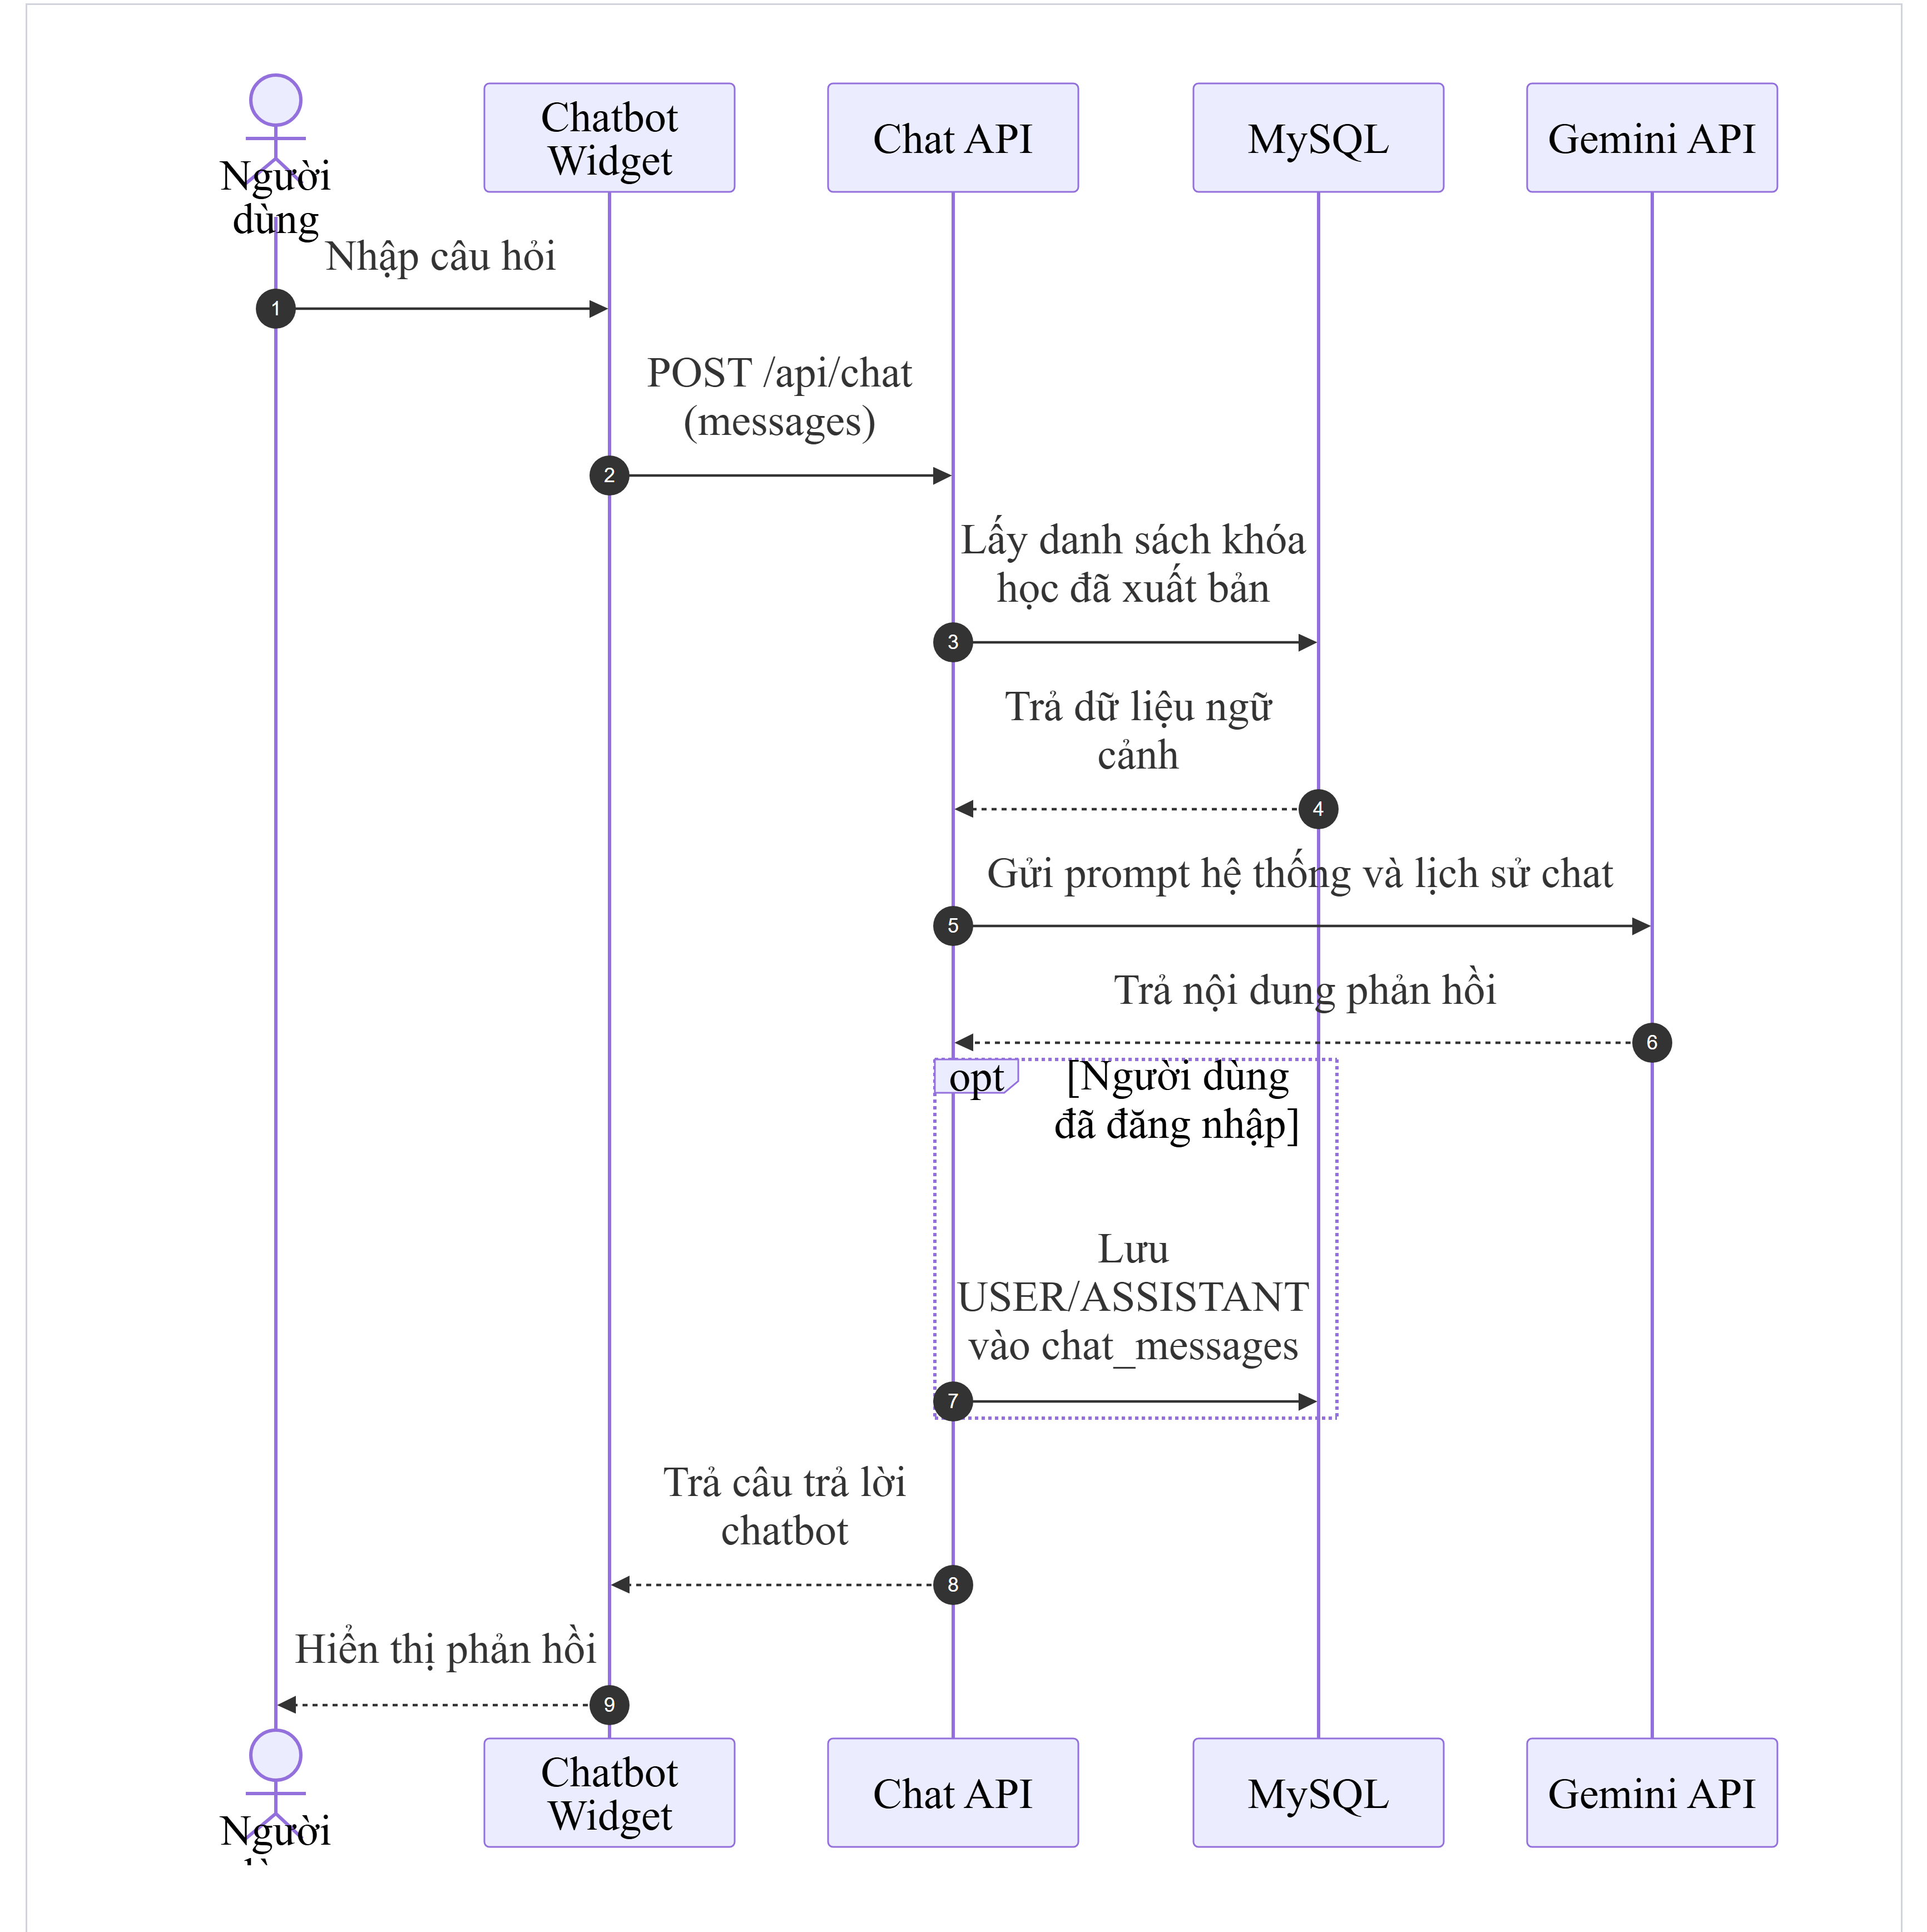 Người
dùng
Chatbot
Widget
Chat API
MySQL
Gemini API
Nhập câu hỏi
1
POST /api/chat
(messages)
2
Lấy danh sách khóa
học đã xuất bản
3
Trả dữ liệu ngữ
cảnh
4
Gửi prompt hệ thống và lịch sử chat
5
Trả nội dung phản hồi
6
opt
[Người dùng
đã đăng nhập]
Lưu
USER/ASSISTANT
vào chat_messages
7
Trả câu trả lời
chatbot
8
Hiển thị phản hồi
9
Người
Chatbot
Widget
Chat API
MySQL
Gemini API